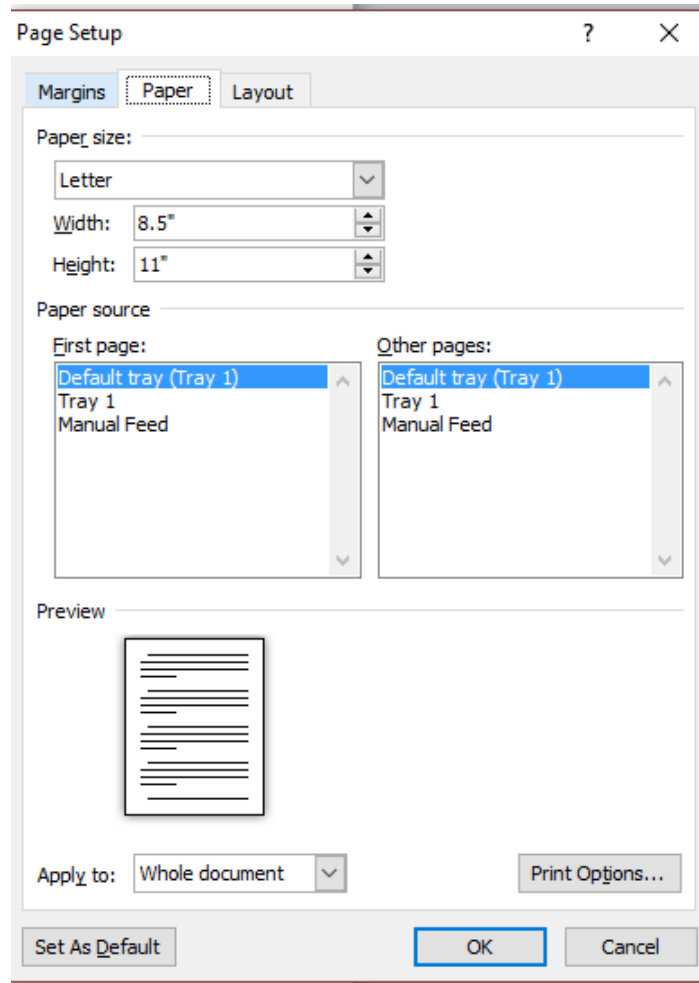 Page Setup ?
Margins Paper Layout
Paper size:
Letter
Width: 8.5"
Height: 11"
Paper source
First page: Other pages:
Default tray (Tray 1) Default tray (Tray 1)
Tray 1 Tray 1
Manual Feed Manual Feed
Preview
Apply to: Whole document Print Options...
Set As Default OK Cancel